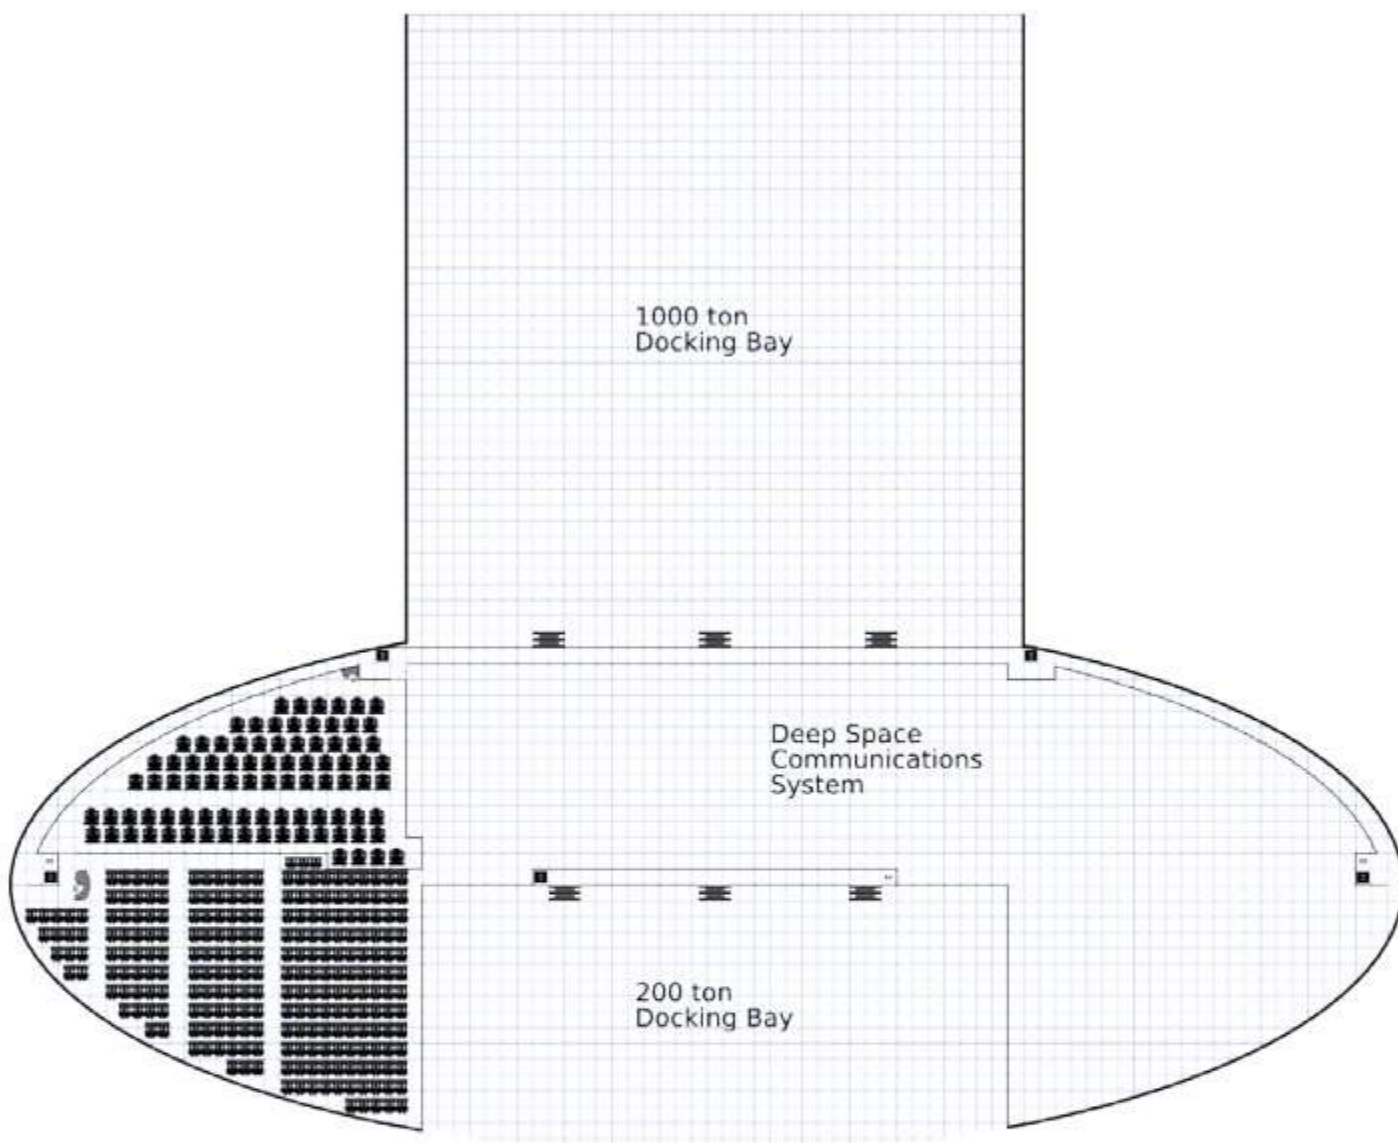 1000 ton
Docking Bay
Deep Space
Communications
System
200 ton
Docking Bay